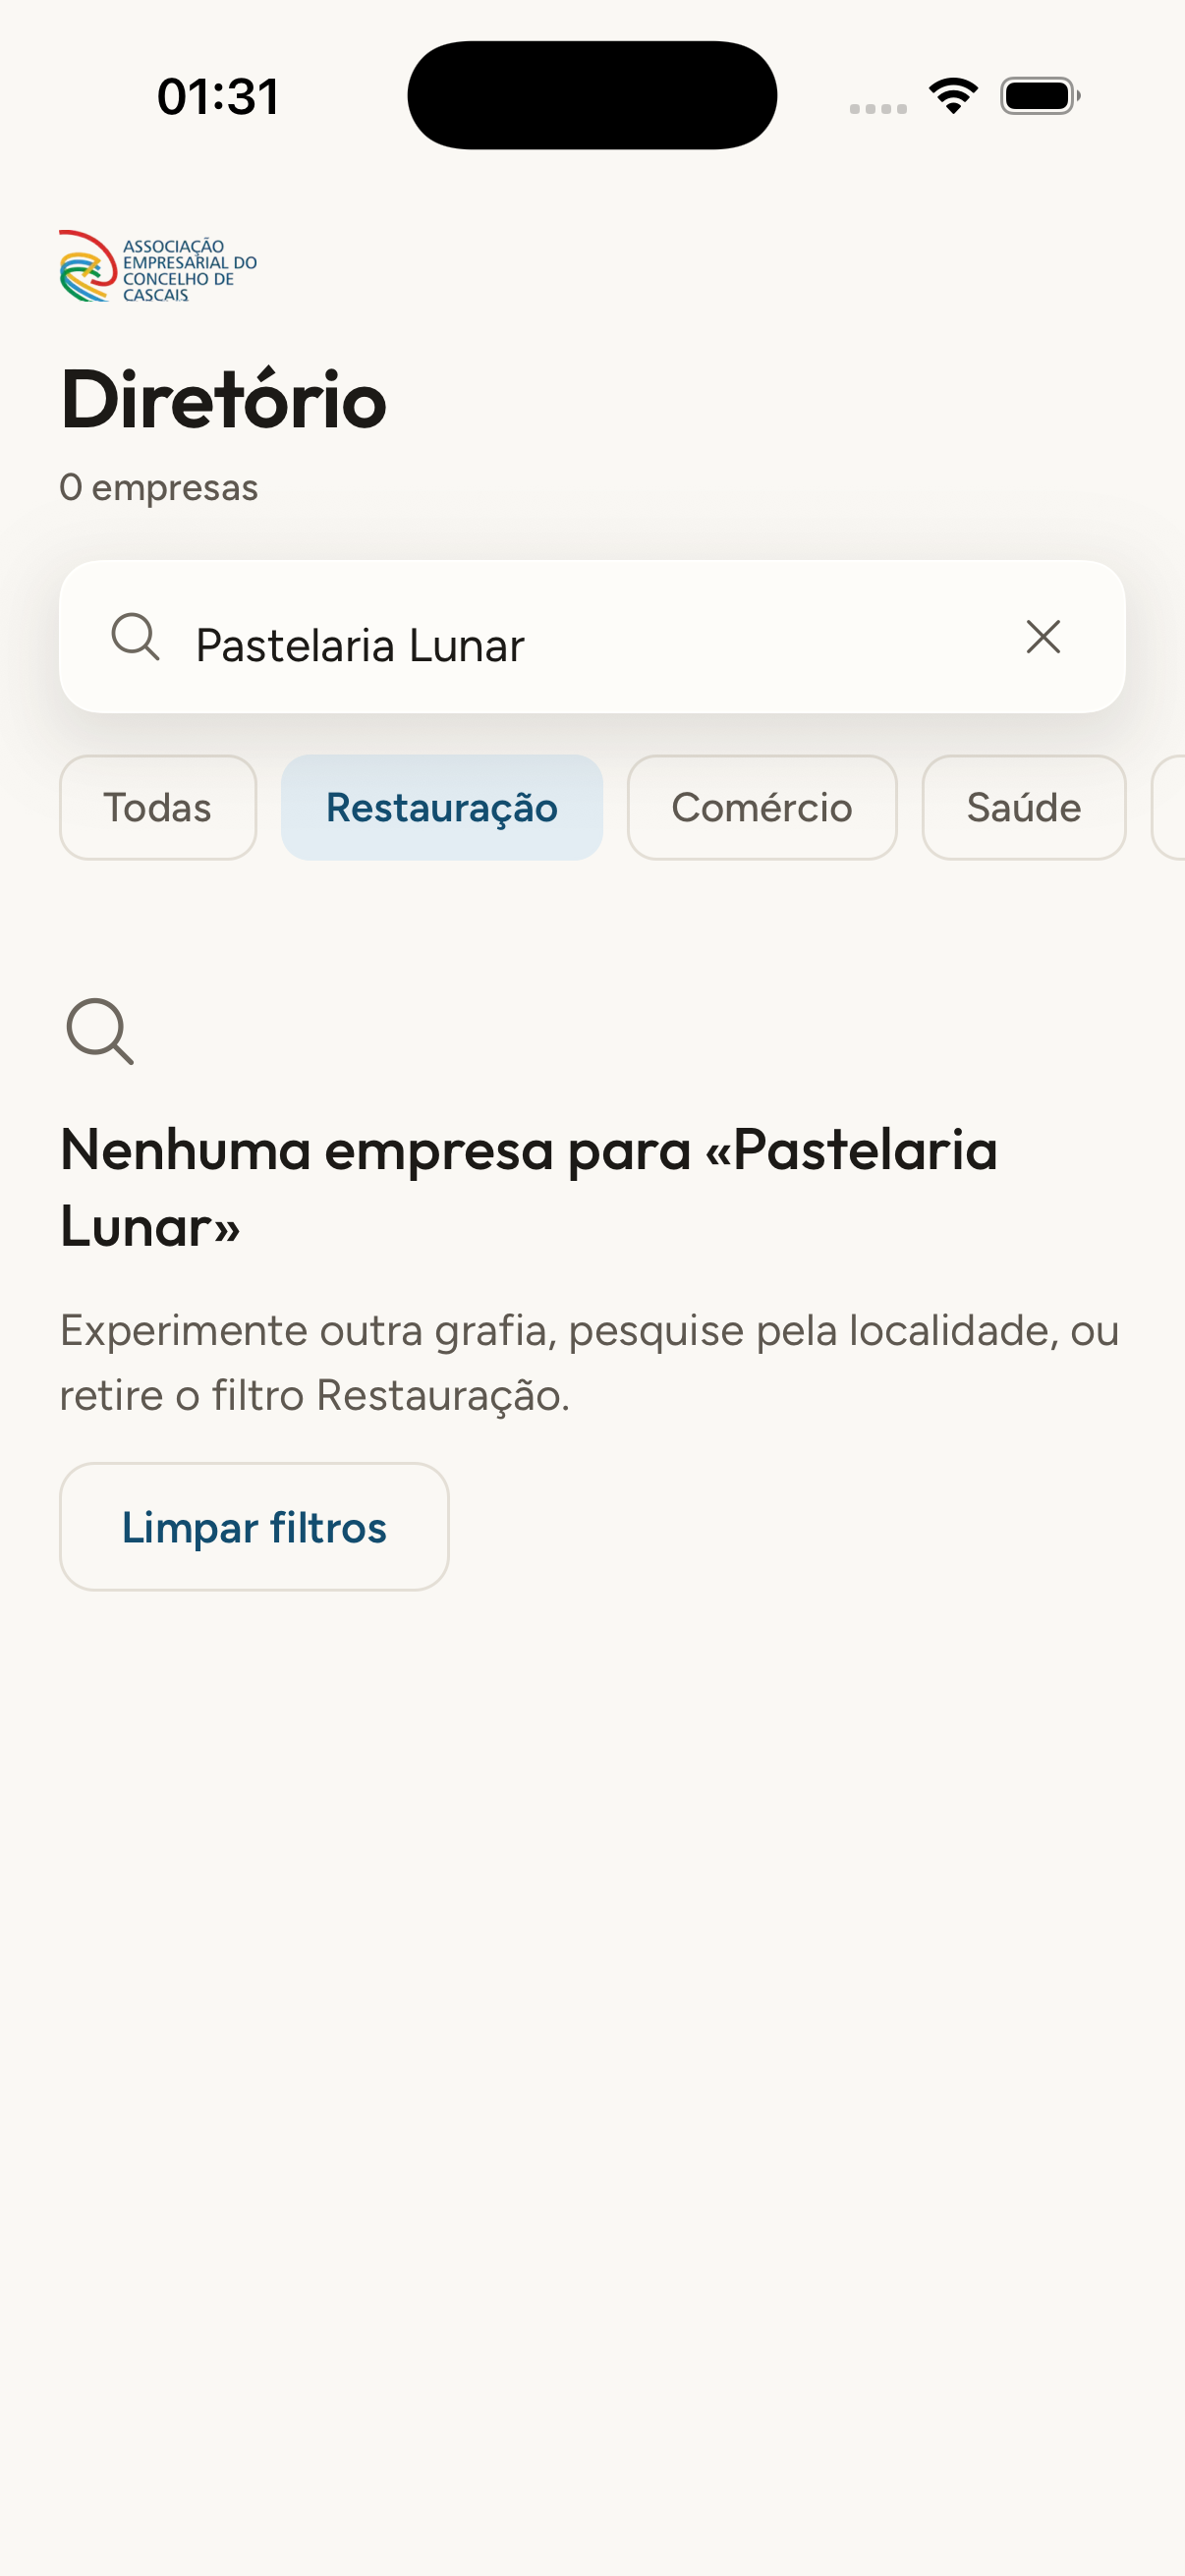 01:31
ASSOCIAÇÃO
EMPRESARIAL DO
CONCELHO DE
CASCAIS
Diretório
0 empresas
Pastelaria Lunar
Todas
Restauração
Comércio
Saúde
Nenhuma empresa para «Pastelaria
Lunar»
Experimente outra grafia, pesquise pela localidade, ou
retire o filtro Restauração.
Limpar filtros